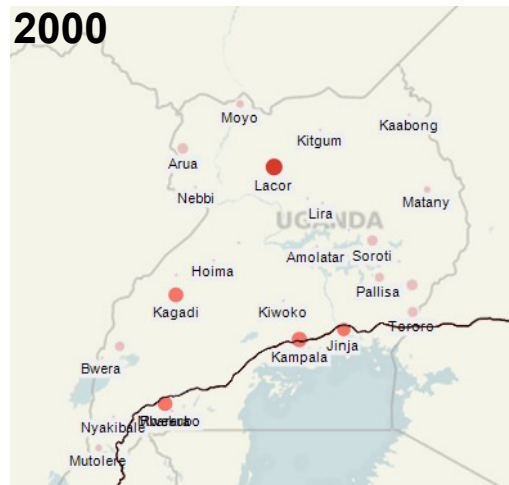 2000
Moyo
Kaabong
Kitgum
Arua
Lacor
Nebbi
Matany
Lira
UGANDA
Amolatar
Soroti
Hoima
Pallisa
Kagadi
Kiwoko
Tororo
Jinja
Kampala
Bwera
Nyakibale
Mutolere